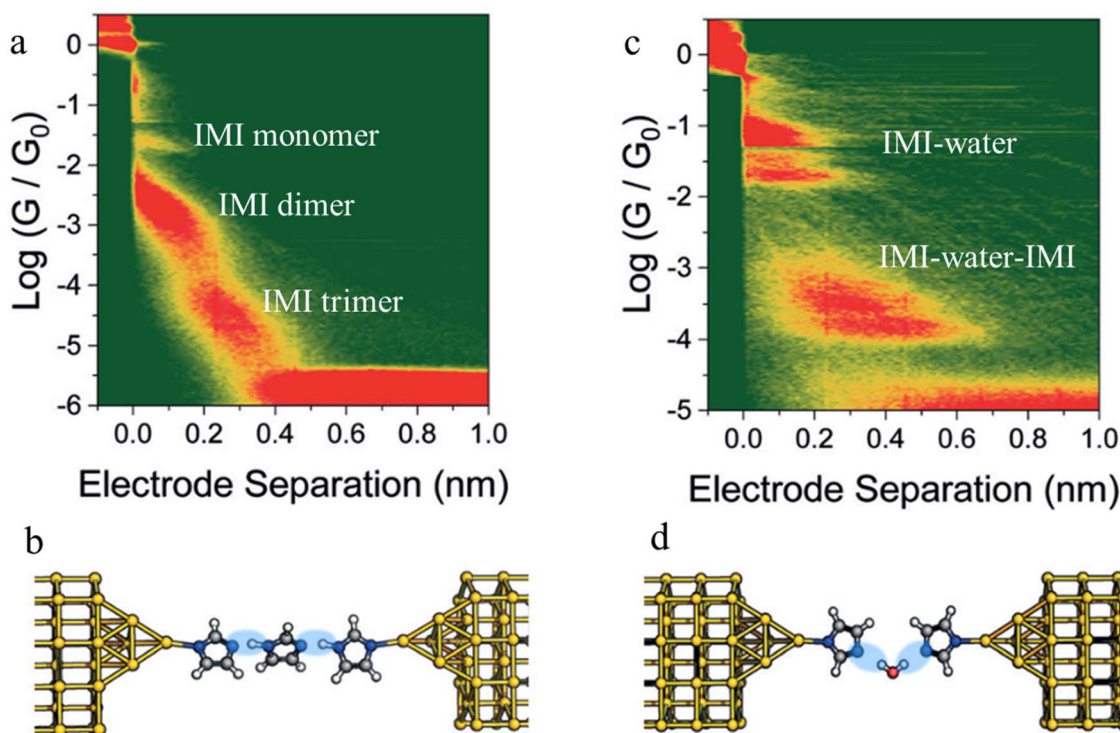 a
Log (G / G₀)
0
-1
-2
-3
-4
-5
-6
IMI monomer
IMI dimer
IMI trimer
0.0 0.2 0.4 0.6 0.8 1.0
Electrode Separation (nm)
c
Log (G / G₀)
0
-1
-2
-3
-4
-5
IMI-water
IMI-water-IMI
0.0 0.2 0.4 0.6 0.8 1.0
Electrode Separation (nm)
b
d